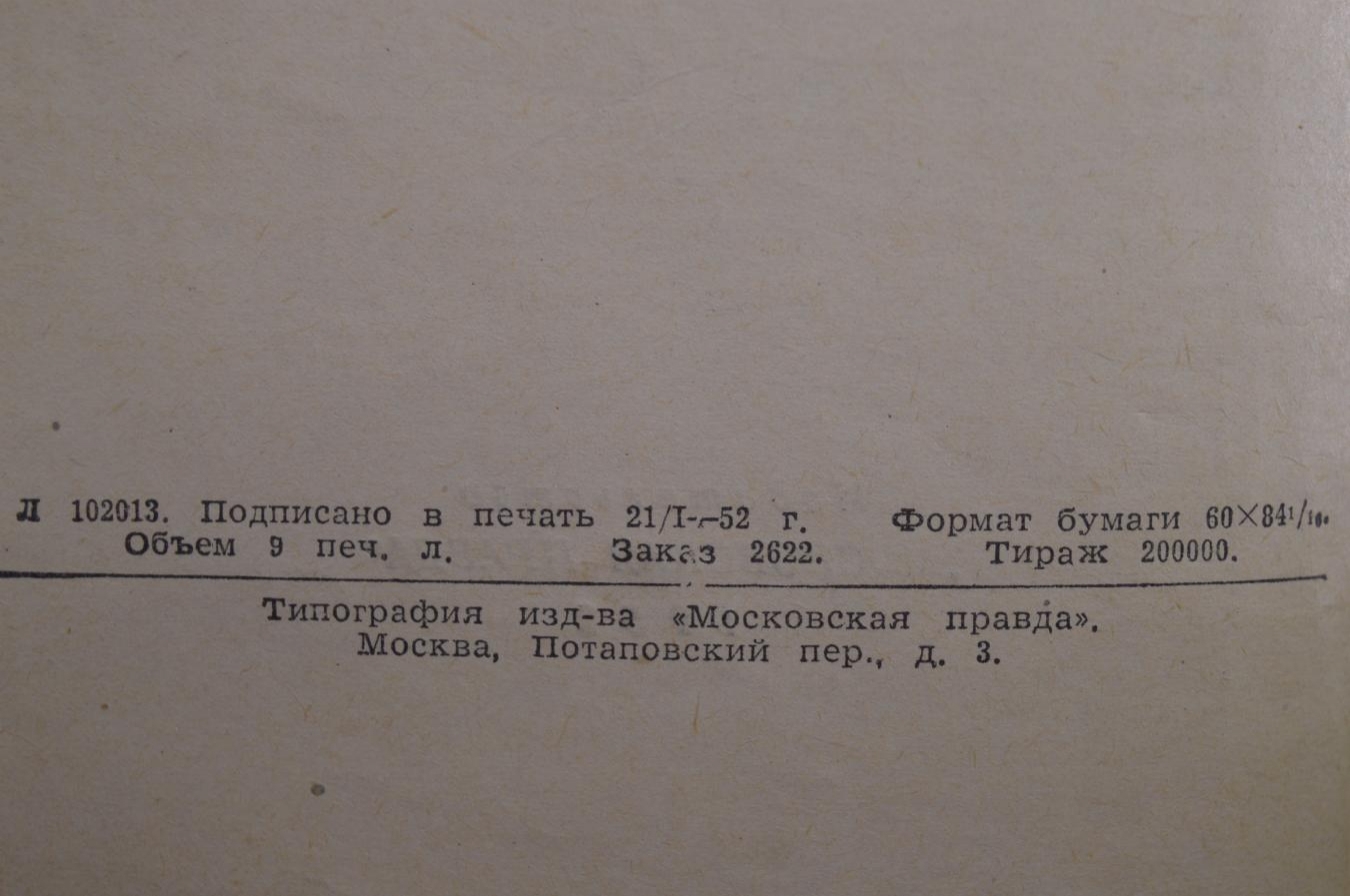 Л 102013. Подписано в печать 21/I-—52 г. Формат бумаги 60×84¹/₁₆.
Объем 9 печ. л. Заказ 2622. Тираж 200000.
Типография изд-ва «Московская правда».
Москва, Потаповский пер., д. 3.